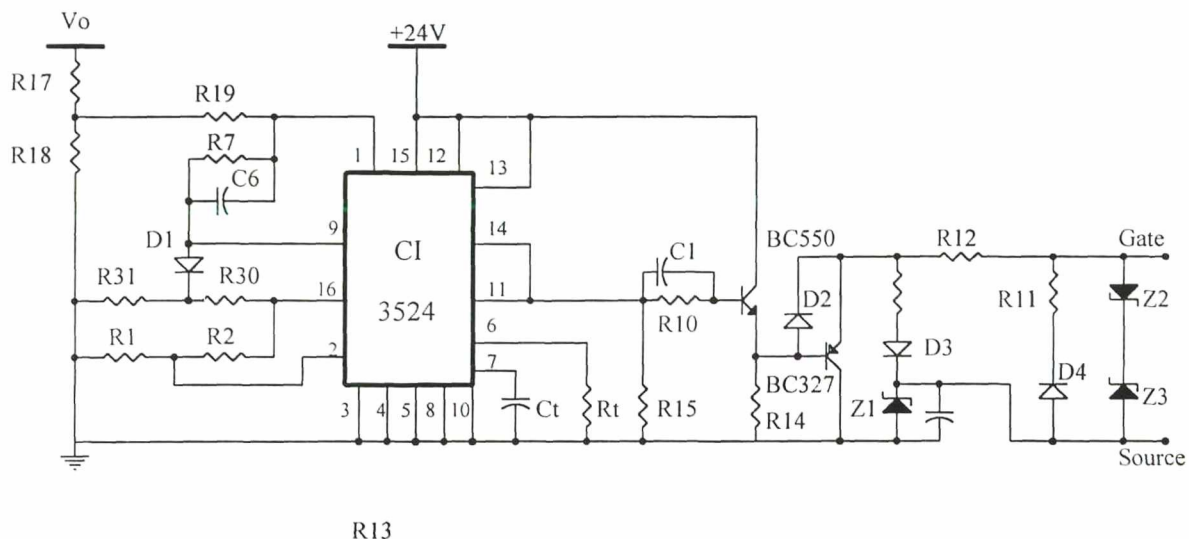 Vo
+24V
R17
R19
R18
R7
1
15
12
13
C6
D1
9
CI
14
BC550
R12
Gate
R31
R30
16
3524
11
C1
R10
D2
R11
Z2
R1
R2
2
6
7
D3
D4
BC327
3
4
5
8
10
Ct
Rt
R15
R14
Z1
Z3
Source
R13